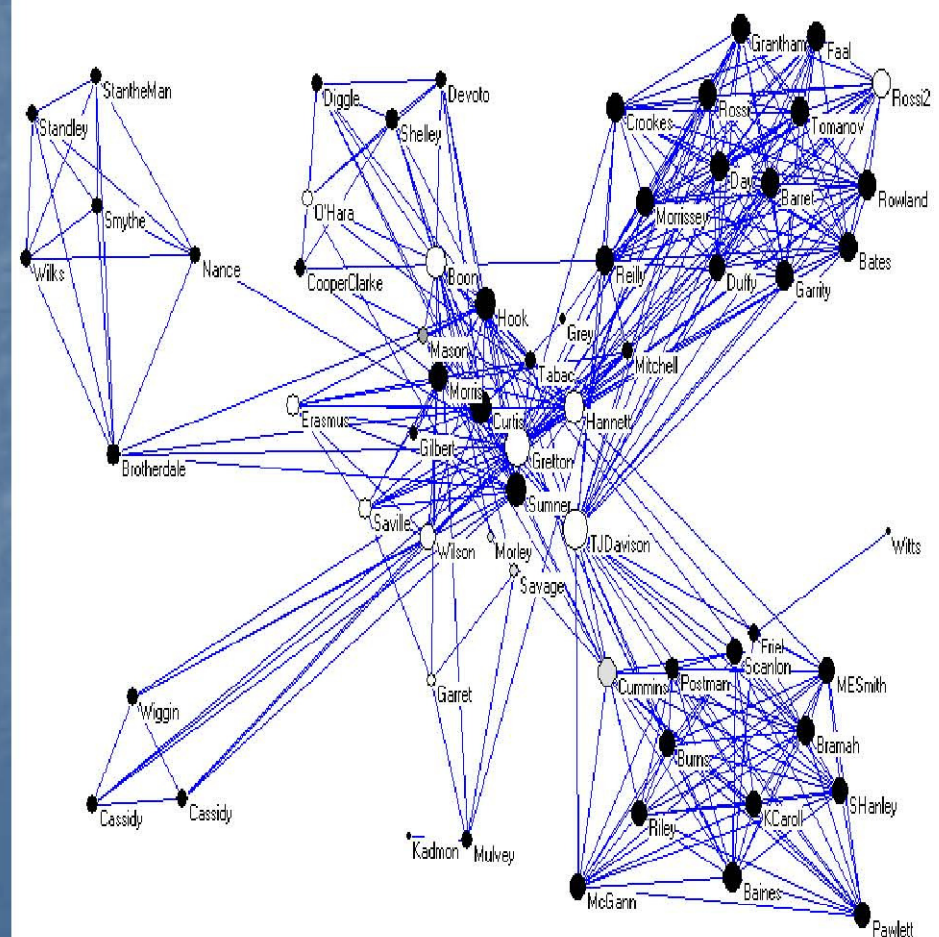 Grantham
Faal
StantheMan
Diggle
Devoto
Rossi2
Standley
Shelley
Crookes
Rossi
Tomanov
Day
Barret
Rowland
Smythe
O'Hara
Morrissey
Wilks
Nance
CooperClarke
Boon
Reilly
Duffy
Garrity
Bates
Hook
Grey
Mason
Tabac
Mitchell
Morris
Erasmus
Curtis
Hannett
Gilbert
Gretton
Brotherdale
Sumner
Saville
Wilson
Morley
TJDavison
Witts
Savage
Friel
Scanlon
Garret
Cummins
Postman
MESmith
Wiggin
Burns
Bramah
Cassidy
Cassidy
Riley
KCaroll
SHanley
Kadmon
Mulvey
McGann
Baines
Pawlett